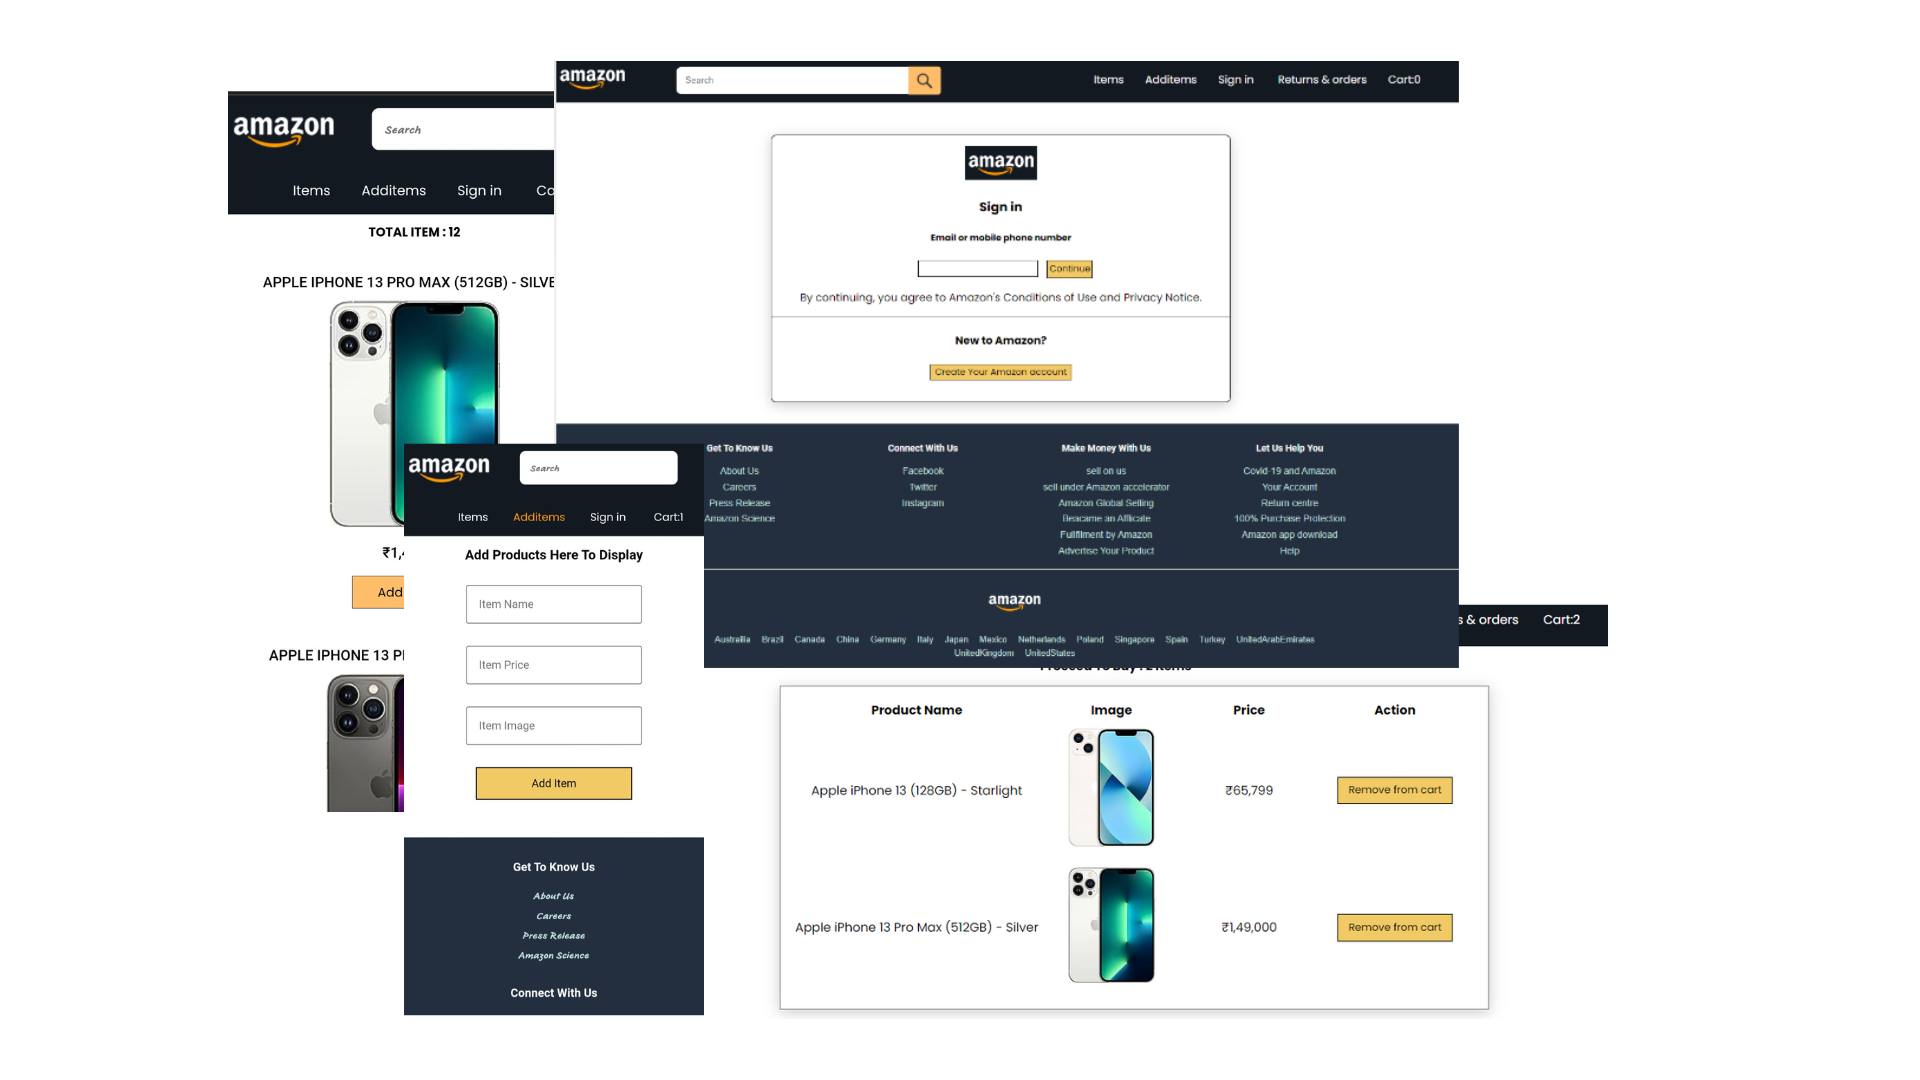 amazon
Search
Items Additems Sign in Returns & orders Cart:0
amazon
Sign in
Email or mobile phone number
Continue
By continuing, you agree to Amazon's Conditions of Use and Privacy Notice.
New to Amazon?
Create Your Amazon account
Get To Know Us
About Us
Careers
Press Release
Amazon Science
Connect With Us
Facebook
Twitter
Instagram
Make Money With Us
sell on us
sell under Amazon accelerator
Amazon Global Selling
Beacame an Affilicate
Fullfilment by Amazon
Advertise Your Product
Let Us Help You
Covid-19 and Amazon
Your Account
Return centre
100% Purchase Protection
Amazon app download
Help
amazon
Australlia Brazil Canada China Germany Italy Japan Mexico Netherlands Poland Singapore Spain Turkey UnitedArabEmirates
UnitedKingdom UnitedStates
amazon
Search
Items Additems Sign in
TOTAL ITEM : 12
APPLE IPHONE 13 PRO MAX (512GB) - SILVE
Add
APPLE IPHONE 13
amazon
Search
Items Additems Sign in Cart:1
Add Products Here To Display
Item Name
Item Price
Item Image
Add Item
Get To Know Us
About Us
Careers
Press Release
Amazon Science
Connect With Us
& orders Cart:2
Product Name Image Price Action
Apple iPhone 13 (128GB) - Starlight ₹65,799 Remove from cart
Apple iPhone 13 Pro Max (512GB) - Silver ₹1,49,000 Remove from cart